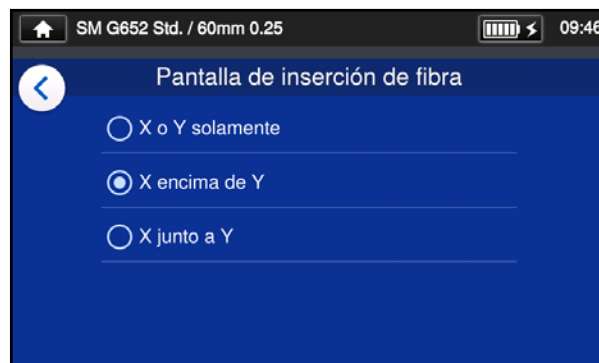 SM G652 Std. / 60mm 0.25 09:46
Pantalla de inserción de fibra
X o Y solamente
X encima de Y
X junto a Y